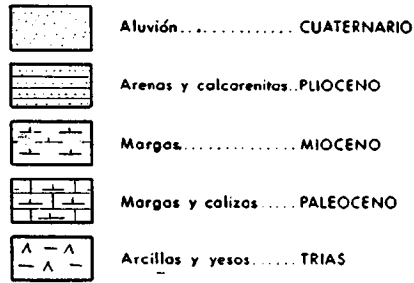 Aluvión............ CUATERNARIO
Arenas y calcarenitas..PLIOCENO
Margas.............. MIOCENO
Margas y calizas..... PALEOCENO
Arcillas y yesos...... TRIAS